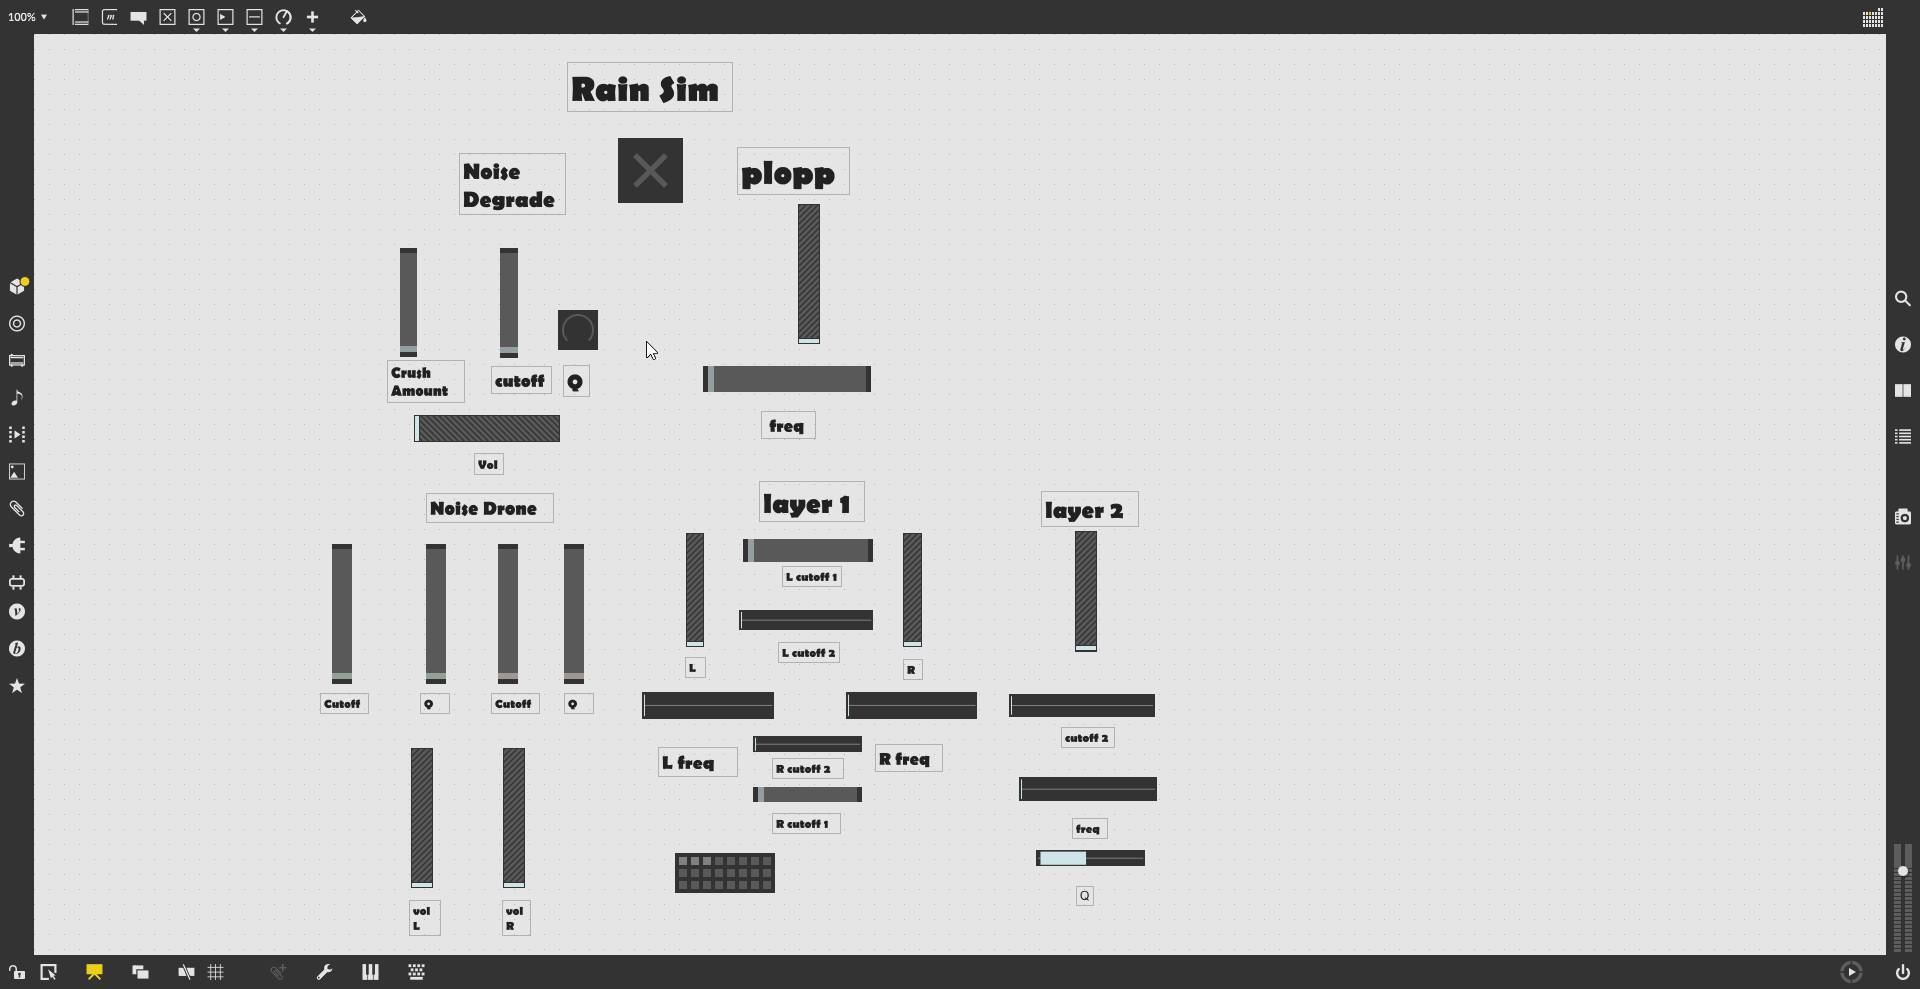 100%
Rain Sim
Noise
Degrade
plopp
Crush
Amount
cutoff
Q
freq
Vol
Noise Drone
layer 1
layer 2
L cutoff 1
L cutoff 2
L
R
Cutoff
Q
Cutoff
Q
cutoff 2
L freq
R cutoff 2
R freq
R cutoff 1
freq
Q
vol
L
vol
R